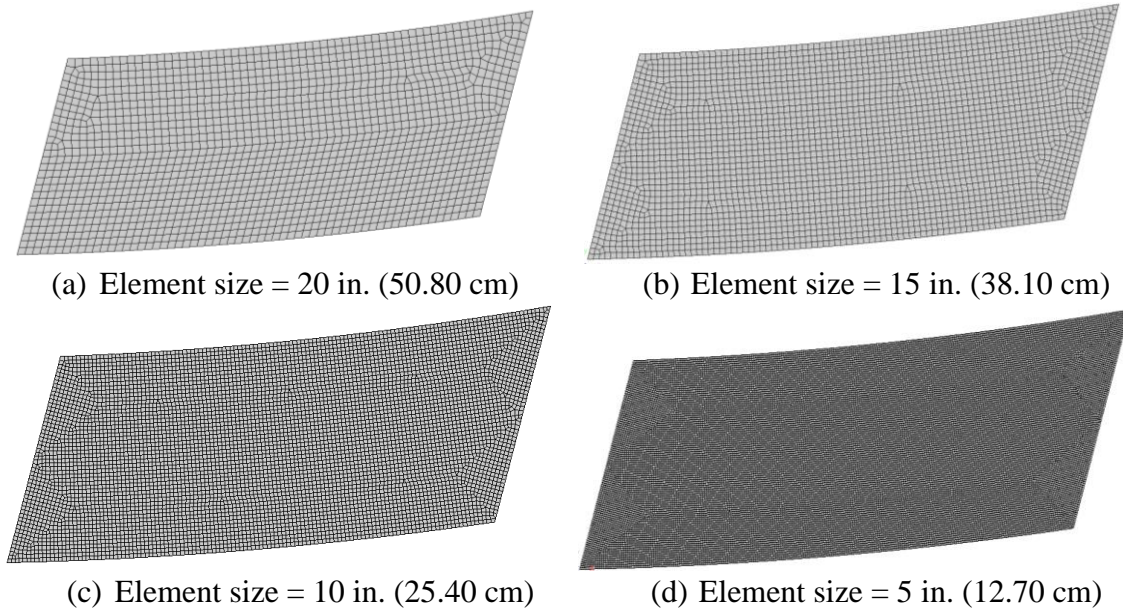 (a) Element size = 20 in. (50.80 cm)
(b) Element size = 15 in. (38.10 cm)
(c) Element size = 10 in. (25.40 cm)
(d) Element size = 5 in. (12.70 cm)